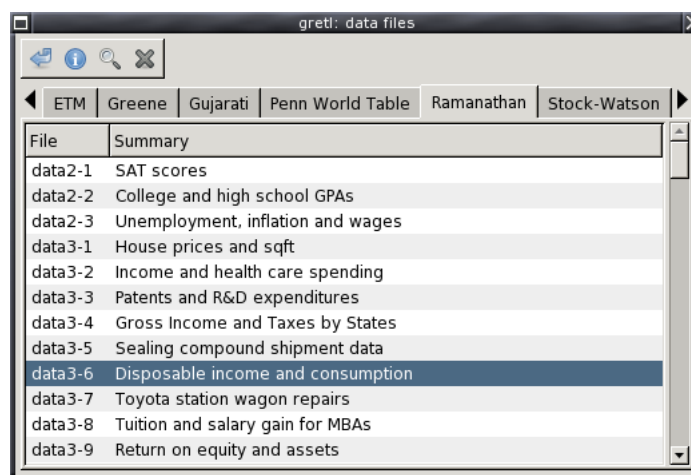 gretl: data files
ETM Greene Gujarati Penn World Table Ramanathan Stock-Watson
File Summary
data2-1 SAT scores
data2-2 College and high school GPAs
data2-3 Unemployment, inflation and wages
data3-1 House prices and sqft
data3-2 Income and health care spending
data3-3 Patents and R&D expenditures
data3-4 Gross Income and Taxes by States
data3-5 Sealing compound shipment data
data3-6 Disposable income and consumption
data3-7 Toyota station wagon repairs
data3-8 Tuition and salary gain for MBAs
data3-9 Return on equity and assets